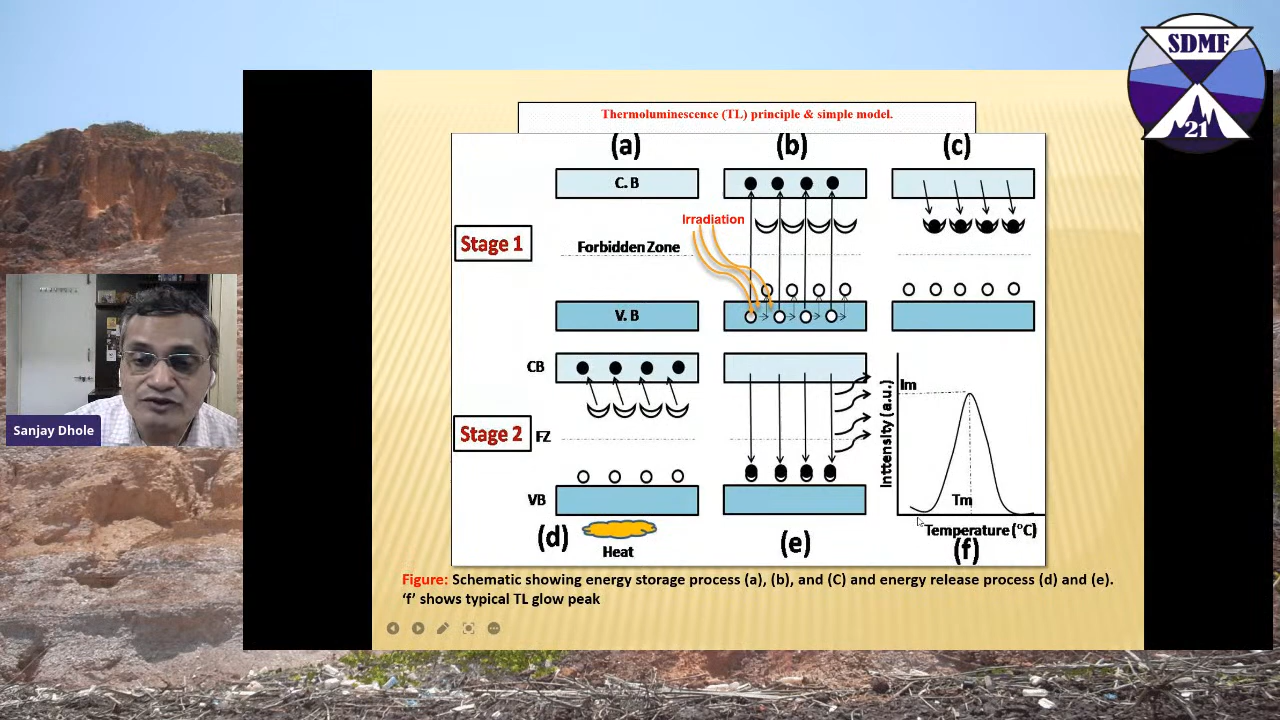 SDMF
21
Thermoluminescence (TL) principle & simple model.
(a)
(b)
(c)
C. B
Irradiation
Stage 1
Forbidden Zone
V. B
CB
Im
Inttensity (a.u.)
Stage 2
FZ
VB
Tm
Temperature (°C)
(d)
Heat
(e)
(f)
Figure: Schematic showing energy storage process (a), (b), and (C) and energy release process (d) and (e).
‘f’ shows typical TL glow peak
Sanjay Dhole